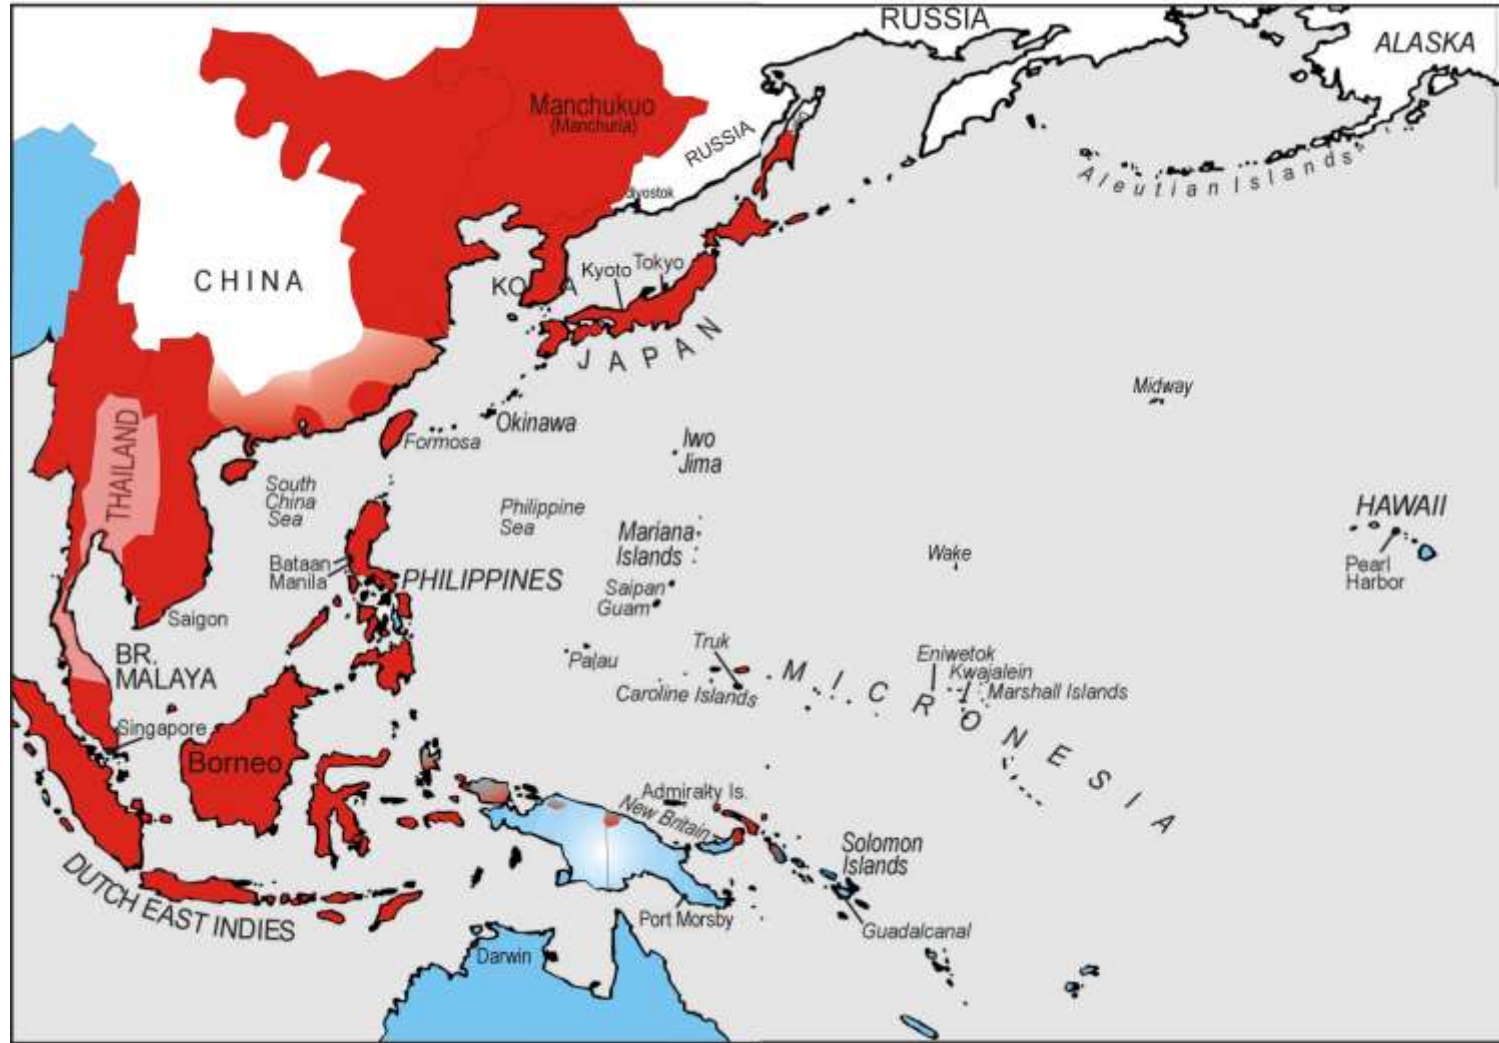 RUSSIA
ALASKA
Manchukuo
(Manchuria)
RUSSIA
Aleutian Islands
CHINA
Kyoto
Tokyo
JAPAN
Midway
THAILAND
Formosa
Okinawa
Iwo
Jima
South
China
Sea
Philippine
Sea
Mariana
Islands
HAWAII
Wake
Pearl
Harbor
Bataan
Manila
PHILIPPINES
Saipan
Guam
Saigon
Palau
Truk
Caroline Islands
MICRONESIA
Eniwetok
Kwajalein
Marshall Islands
BR.
MALAYA
Singapore
Borneo
Admiralty Is.
New Britain
Solomon
Islands
DUTCH EAST INDIES
Port Morsby
Guadalcanal
Darwin